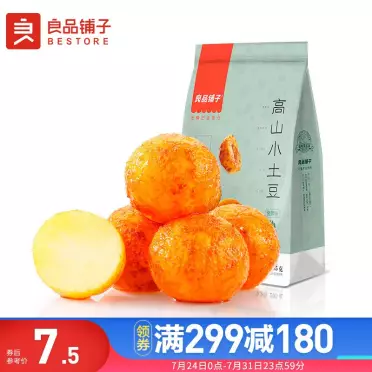 良品铺子
BESTORE
良品铺子
高山小土豆
良品铺子
券后
参考价
7.5
领券
满299减180
7月24日0点-7月31日23点59分